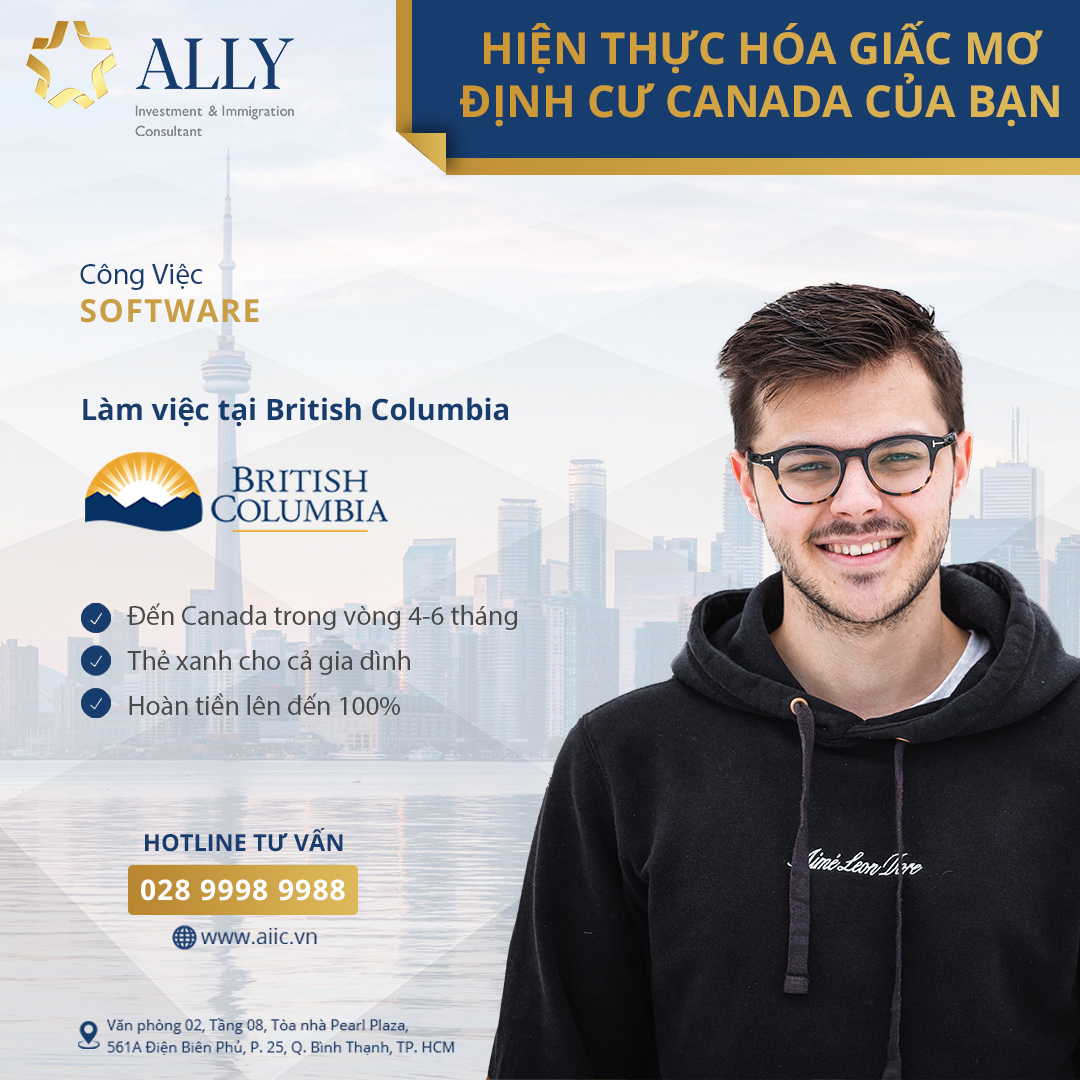 ALLY
Investment & Immigration
Consultant
HIỆN THỰC HÓA GIẤC MƠ
ĐỊNH CƯ CANADA CỦA BẠN
Công Việc
SOFTWARE
Làm việc tại British Columbia
BRITISH
COLUMBIA
Đến Canada trong vòng 4-6 tháng
Thẻ xanh cho cả gia đình
Hoàn tiền lên đến 100%
Aimé Leon Dore
HOTLINE TƯ VẤN
028 9998 9988
www.aiic.vn
Văn phòng 02, Tầng 08, Tòa nhà Pearl Plaza,
561A Điện Biên Phủ, P. 25, Q. Bình Thạnh, TP. HCM